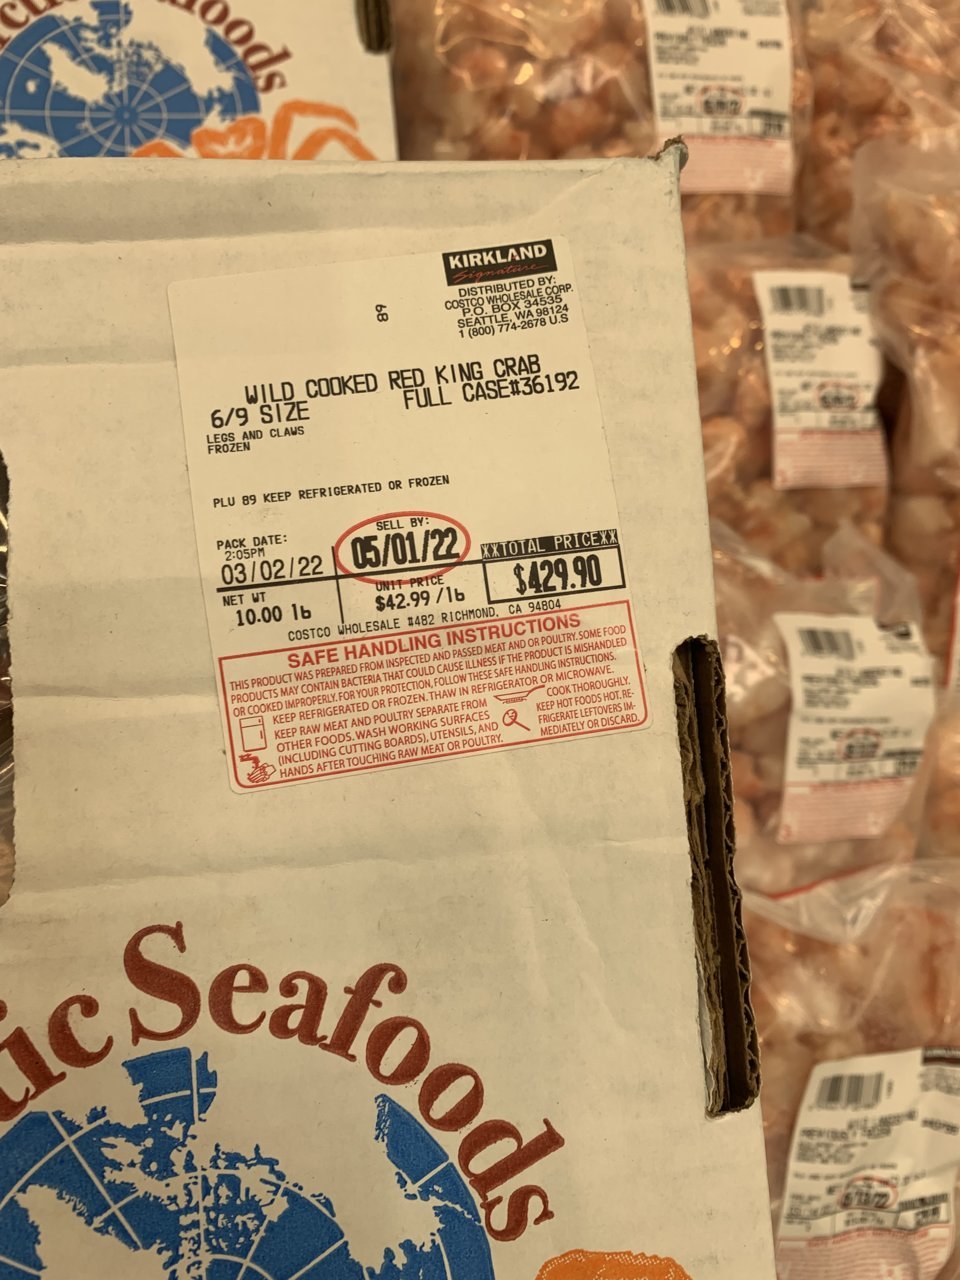 KIRKLAND
Signature
DISTRIBUTED BY:
COSTCO WHOLESALE CORP.
P.O. BOX 34535
SEATTLE, WA 98124
1 (800) 774-2678 U.S
89
WILD COOKED RED KING CRAB
6/9 SIZE FULL CASE#36192
LEGS AND CLAWS
FROZEN
PLU 89 KEEP REFRIGERATED OR FROZEN
PACK DATE:
2:05PM
03/02/22
SELL BY:
05/01/22
XXTOTAL PRICEXX
$429.90
NET WT
10.00 lb
UNIT PRICE
$42.99 /lb
COSTCO WHOLESALE #482 RICHMOND, CA 94804
SAFE HANDLING INSTRUCTIONS
THIS PRODUCT WAS PREPARED FROM INSPECTED AND PASSED MEAT AND OR POULTRY. SOME FOOD
PRODUCTS MAY CONTAIN BACTERIA THAT COULD CAUSE ILLNESS IF THE PRODUCT IS MISHANDLED
OR COOKED IMPROPERLY. FOR YOUR PROTECTION, FOLLOW THESE SAFE HANDLING INSTRUCTIONS.
KEEP REFRIGERATED OR FROZEN. THAW IN REFRIGERATOR OR MICROWAVE.
KEEP RAW MEAT AND POULTRY SEPARATE FROM
OTHER FOODS. WASH WORKING SURFACES
(INCLUDING CUTTING BOARDS), UTENSILS, AND
HANDS AFTER TOUCHING RAW MEAT OR POULTRY.
COOK THOROUGHLY.
KEEP HOT FOODS HOT. RE-
FRIGERATE LEFTOVERS IM-
MEDIATELY OR DISCARD.
tic Seafoods